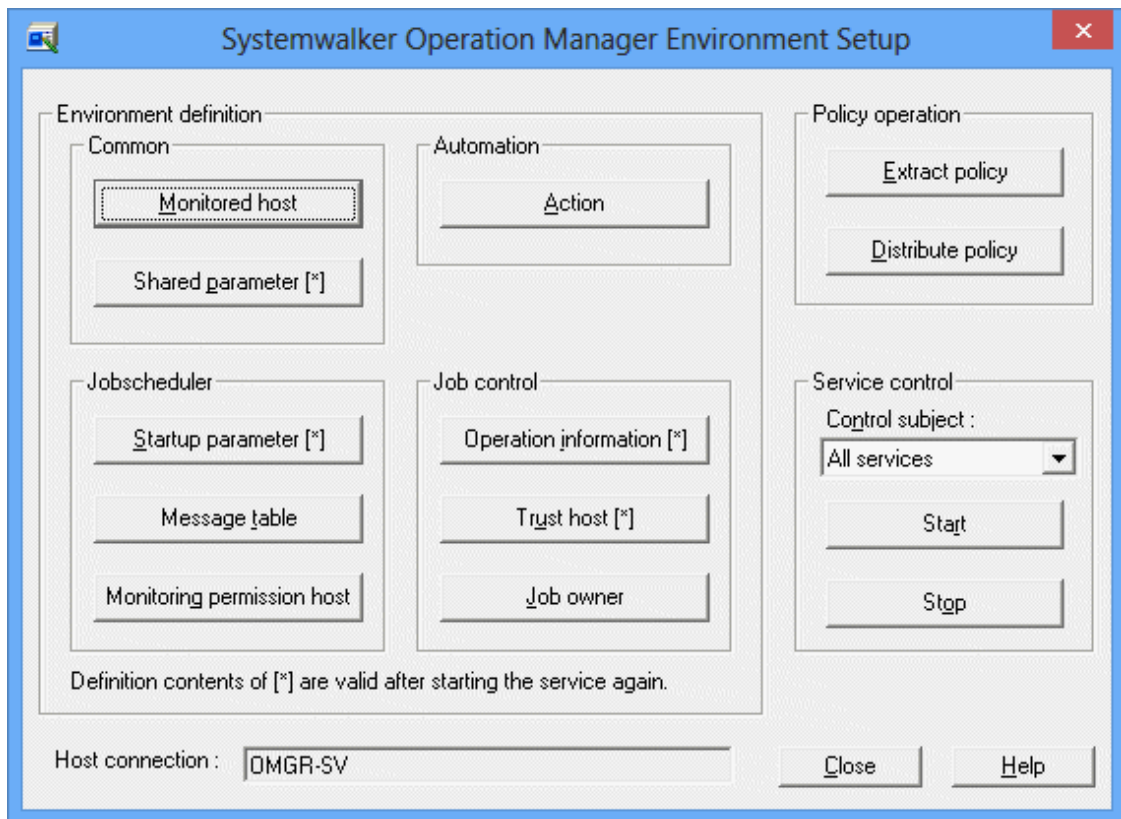 Systemwalker Operation Manager Environment Setup
Environment definition
Common
Monitored host
Shared parameter [*]
Automation
Action
Policy operation
Extract policy
Distribute policy
Jobscheduler
Startup parameter [*]
Message table
Monitoring permission host
Job control
Operation information [*]
Trust host [*]
Job owner
Service control
Control subject :
All services
Start
Stop
Definition contents of [*] are valid after starting the service again.
Host connection : OMGR-SV
Close
Help